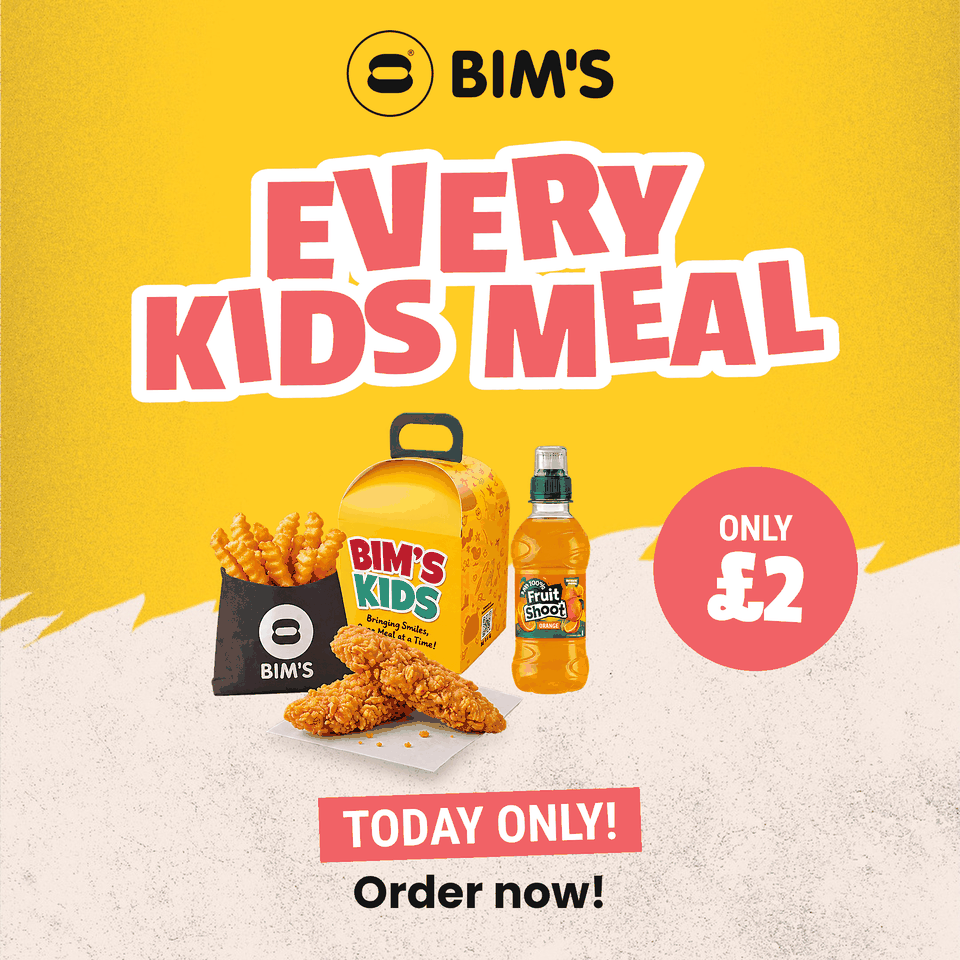 BIM'S
EVERY
KIDS MEAL
ONLY
£2
BIM'S
KIDS
Bringing Smiles,
Meal at a Time!
BIM'S
Fruit
Shoot
ORANGE
TODAY ONLY!
Order now!